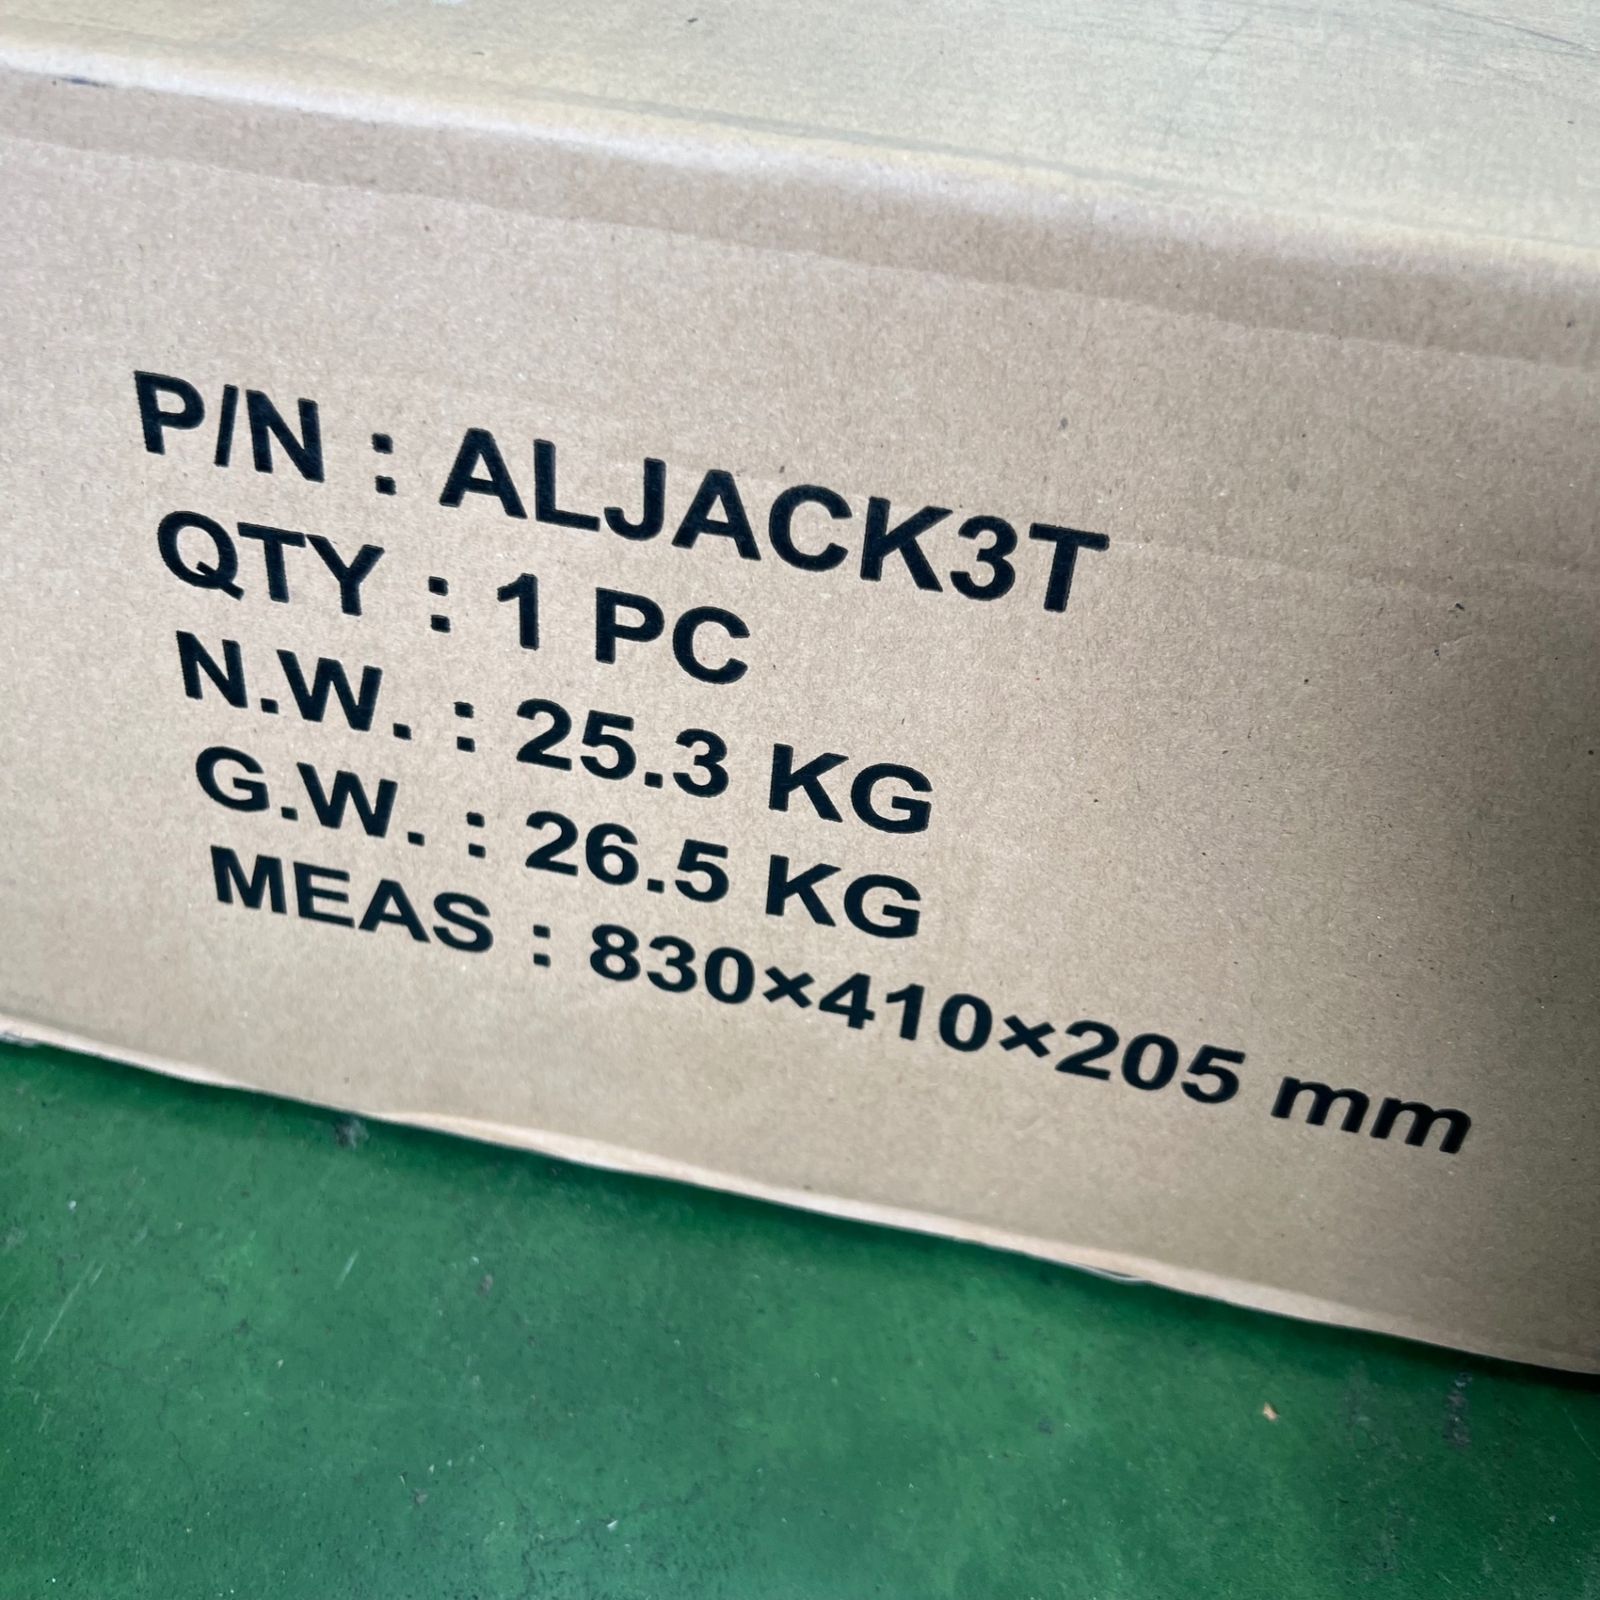 P/N : ALJACK3T
QTY : 1 PC
N.W. : 25.3 KG
G.W. : 26.5 KG
MEAS : 830×410×205 mm